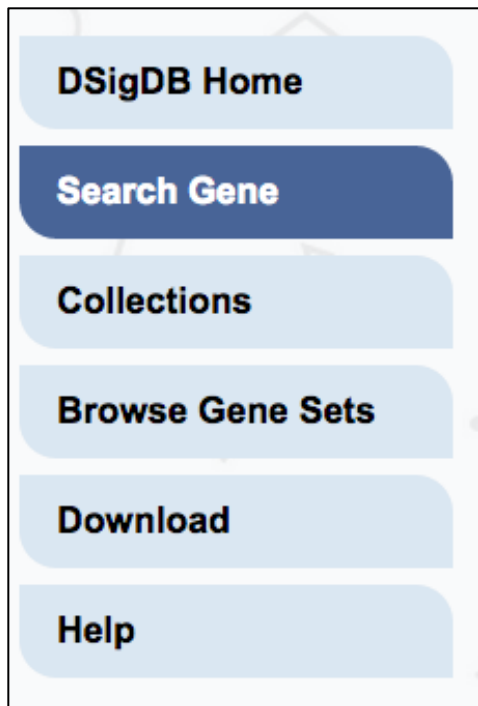 DSigDB Home
Search Gene
Collections
Browse Gene Sets
Download
Help